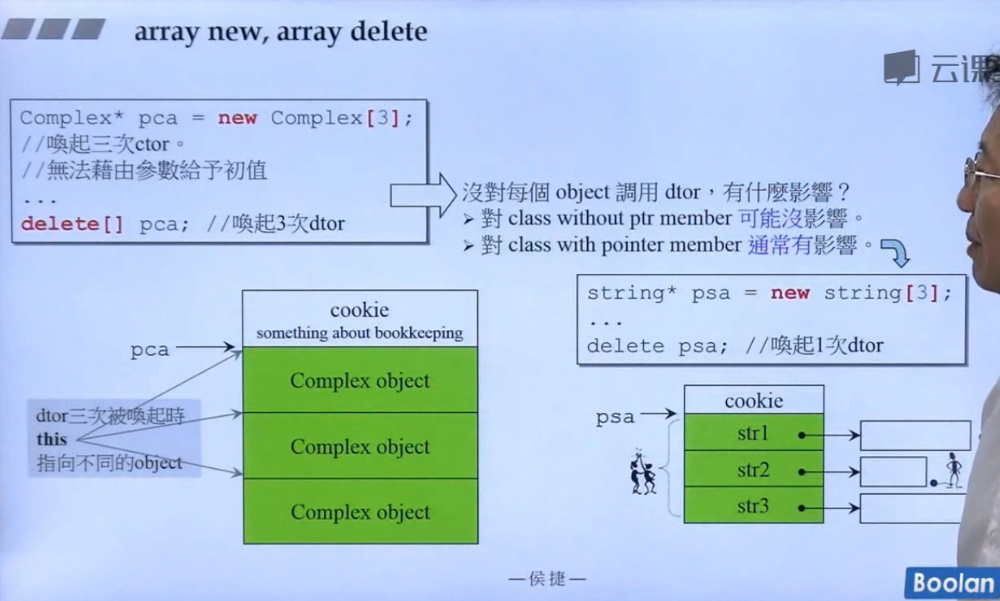 array new, array delete
云课
Complex* pca = new Complex[3];
//喚起三次ctor。
//無法藉由參數給予初值
...
delete[] pca; //喚起3次dtor
沒對每個 object 調用 dtor，有什麼影響？
➢ 對 class without ptr member 可能沒影響。
➢ 對 class with pointer member 通常有影響。
string* psa = new string[3];
...
delete psa; //喚起1次dtor
cookie
something about bookkeeping
pca
Complex object
Complex object
Complex object
dtor三次被喚起時
this
指向不同的object
psa
cookie
str1
str2
str3
—侯捷—
Boolan